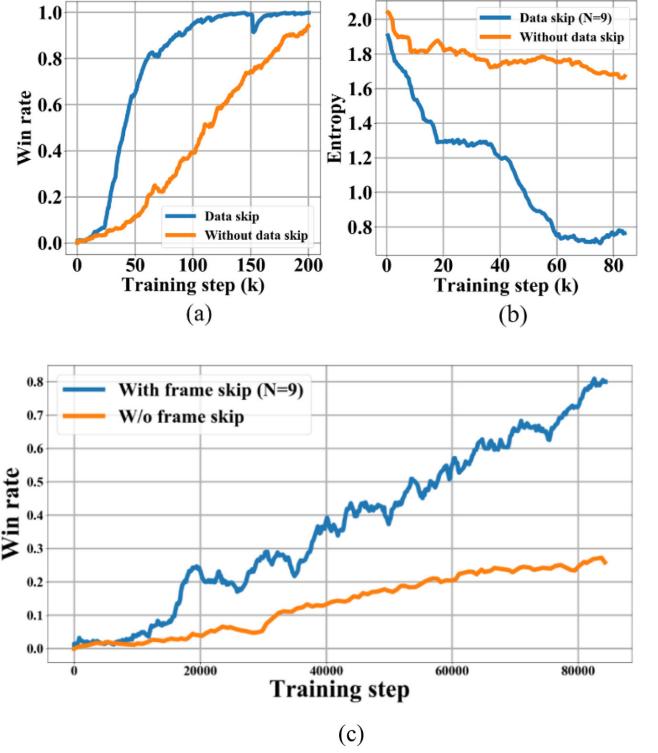 1.0
0.8
0.6
0.4
0.2
0.0
Win rate
Data skip
Without data skip
0 50 100 150 200
Training step (k)
(a)
2.0
1.8
1.6
1.4
1.2
1.0
0.8
Entropy
Data skip (N=9)
Without data skip
0 20 40 60 80
Training step (k)
(b)
0.8
0.7
0.6
0.5
0.4
0.3
0.2
0.1
0.0
Win rate
With frame skip (N=9)
W/o frame skip
0 20000 40000 60000 80000
Training step
(c)